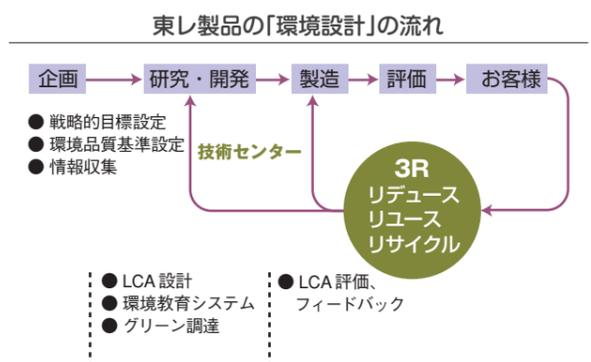 東レ製品の「環境設計」の流れ
企画
研究・開発
製造
評価
お客様
● 戦略的目標設定
● 環境品質基準設定
● 情報収集
技術センター
3R
リデュース
リユース
リサイクル
● LCA 設計
● 環境教育システム
● グリーン調達
● LCA 評価、
フィードバック